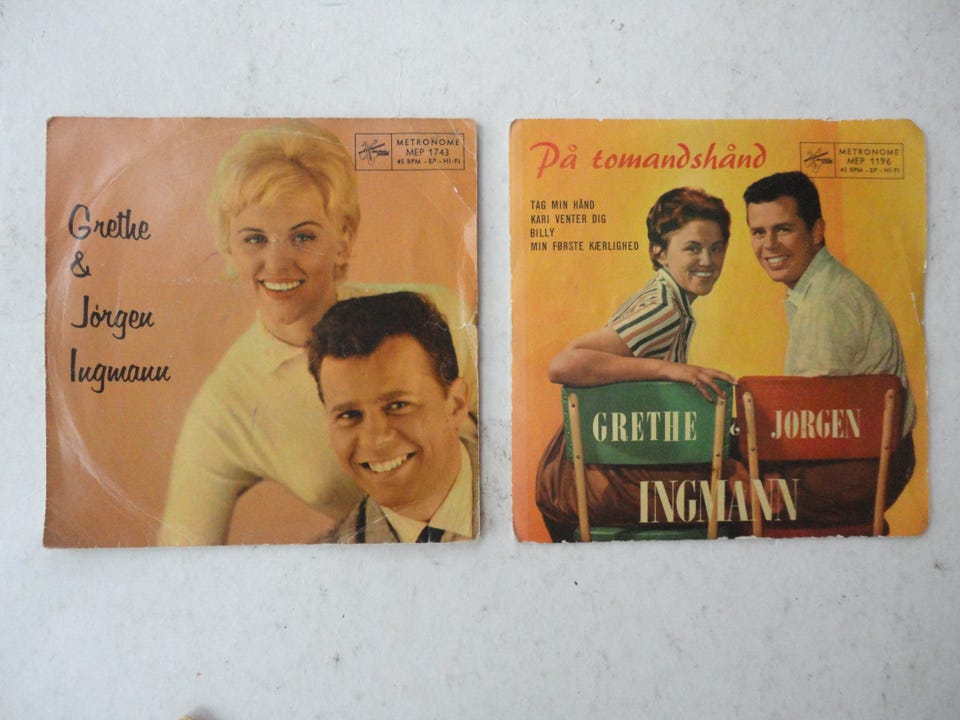 Grethe
&
Jörgen
Ingmann
METRONOME
MEP 1743
45 RPM - EP - HI-FI
På tomandshånd
METRONOME
MEP 1196
45 RPM - EP - HI-FI
TAG MIN HÅND
KARI VENTER DIG
BILLY
MIN FØRSTE KÆRLIGHED
GRETHE & JØRGEN
INGMANN